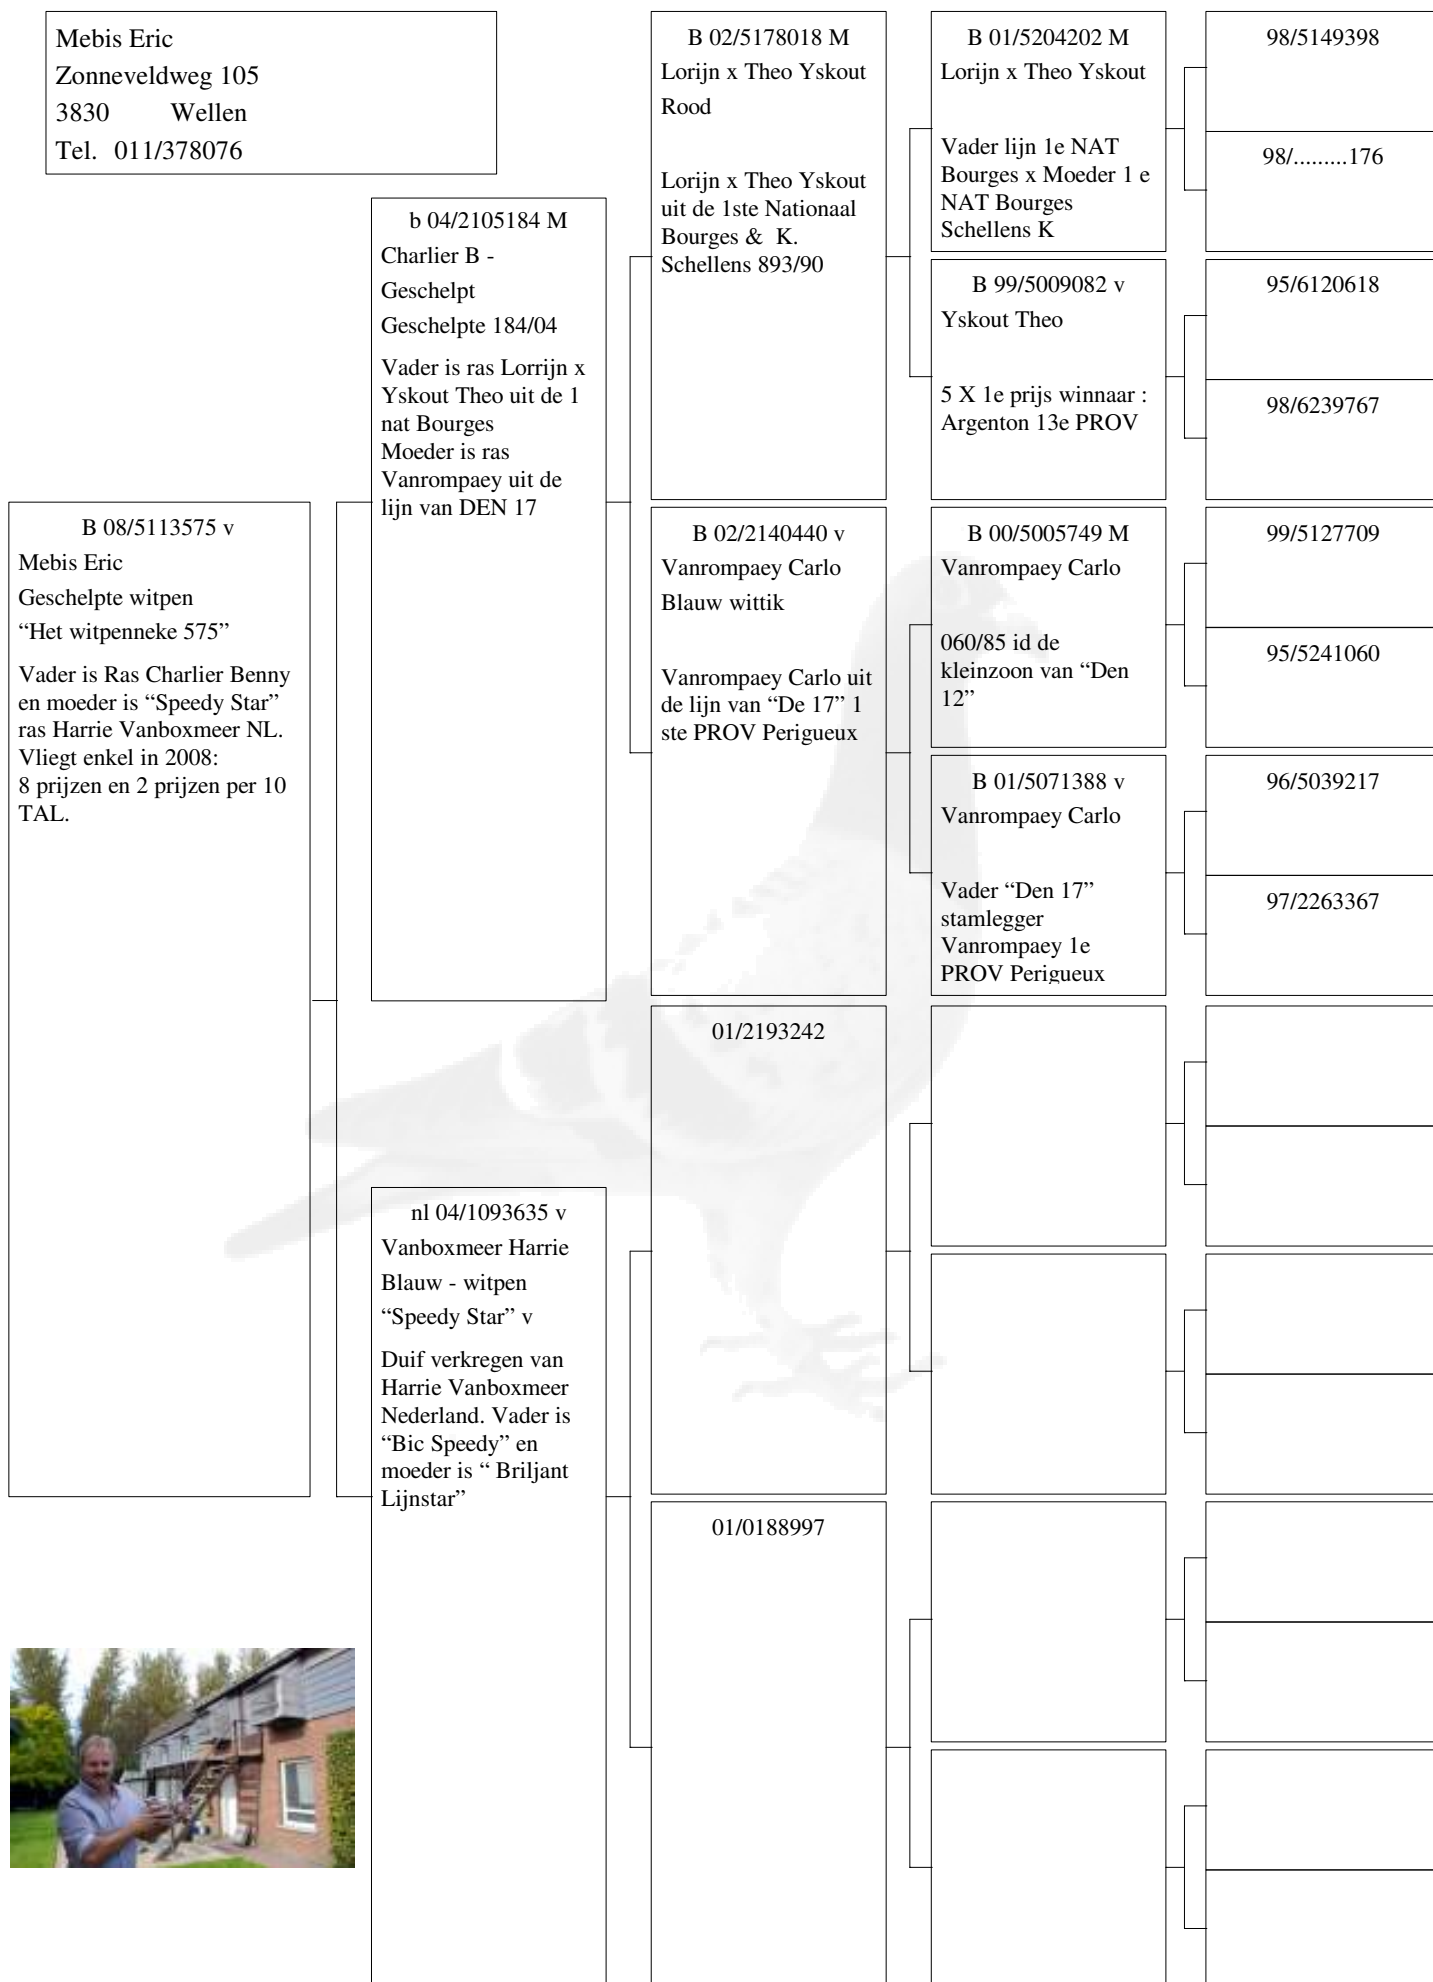 Mebis Eric
Zonneveldweg 105
3830 Wellen
Tel. 011/378076
B 08/5113575 v
Mebis Eric
Geschelpte witpen
“Het witpenneke 575”
Vader is Ras Charlier Benny
en moeder is “Speedy Star”
ras Harrie Vanboxmeer NL.
Vliegt enkel in 2008:
8 prijzen en 2 prijzen per 10
TAL.
b 04/2105184 M
Charlier B -
Geschelpt
Geschelpte 184/04
Vader is ras Lorrijn x
Yskout Theo uit de 1
nat Bourges
Moeder is ras
Vanrompaey uit de
lijn van DEN 17
nl 04/1093635 v
Vanboxmeer Harrie
Blauw - witpen
“Speedy Star” v
Duif verkregen van
Harrie Vanboxmeer
Nederland. Vader is
“Bic Speedy” en
moeder is “ Briljant
Lijnstar”
B 02/5178018 M
Lorijn x Theo Yskout
Rood
Lorijn x Theo Yskout
uit de 1ste Nationaal
Bourges & K.
Schellens 893/90
B 02/2140440 v
Vanrompaey Carlo
Blauw wittik
Vanrompaey Carlo uit
de lijn van “De 17” 1
ste PROV Perigueux
01/2193242
01/0188997
B 01/5204202 M
Lorijn x Theo Yskout
Vader lijn 1e NAT
Bourges x Moeder 1 e
NAT Bourges
Schellens K
B 99/5009082 v
Yskout Theo
5 X 1e prijs winnaar :
Argenton 13e PROV
B 00/5005749 M
Vanrompaey Carlo
060/85 id de
kleinzoon van “Den
12”
B 01/5071388 v
Vanrompaey Carlo
Vader “Den 17”
stamlegger
Vanrompaey 1e
PROV Perigueux
98/5149398
98/.........176
95/6120618
98/6239767
99/5127709
95/5241060
96/5039217
97/2263367